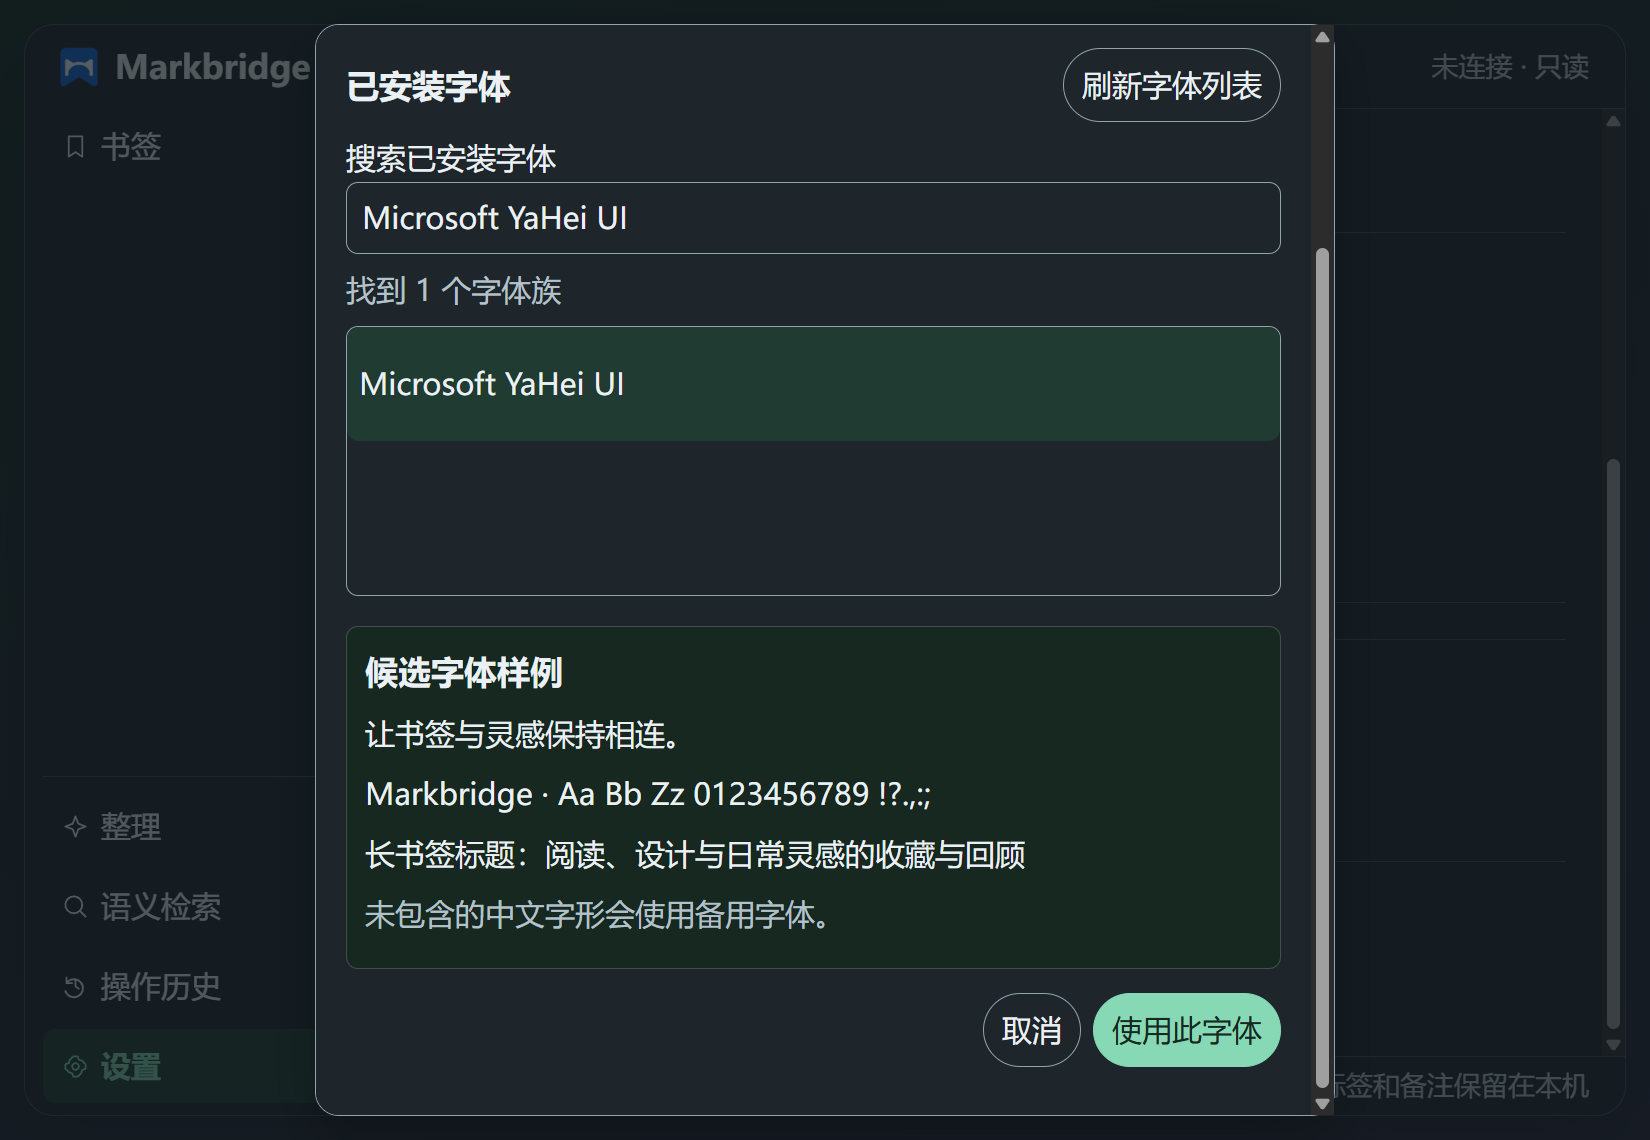 Markbridge
未连接 · 只读
书签
整理
语义检索
操作历史
设置
已安装字体
刷新字体列表
搜索已安装字体
Microsoft YaHei UI
找到 1 个字体族
Microsoft YaHei UI
候选字体样例
让书签与灵感保持相连。
Markbridge · Aa Bb Zz 0123456789 !?.,:;
长书签标题：阅读、设计与日常灵感的收藏与回顾
未包含的中文字形会使用备用字体。
取消
使用此字体
标签和备注保留在本机